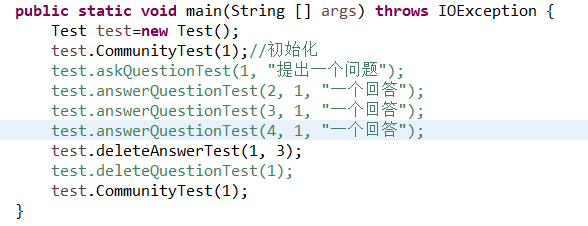 public static void main(String [] args) throws IOException {
Test test=new Test();
test.CommunityTest(1);//初始化
test.askQuestionTest(1, "提出一个问题");
test.answerQuestionTest(2, 1, "一个回答");
test.answerQuestionTest(3, 1, "一个回答");
test.answerQuestionTest(4, 1, "一个回答");
test.deleteAnswerTest(1, 3);
test.deleteQuestionTest(1);
test.CommunityTest(1);
}